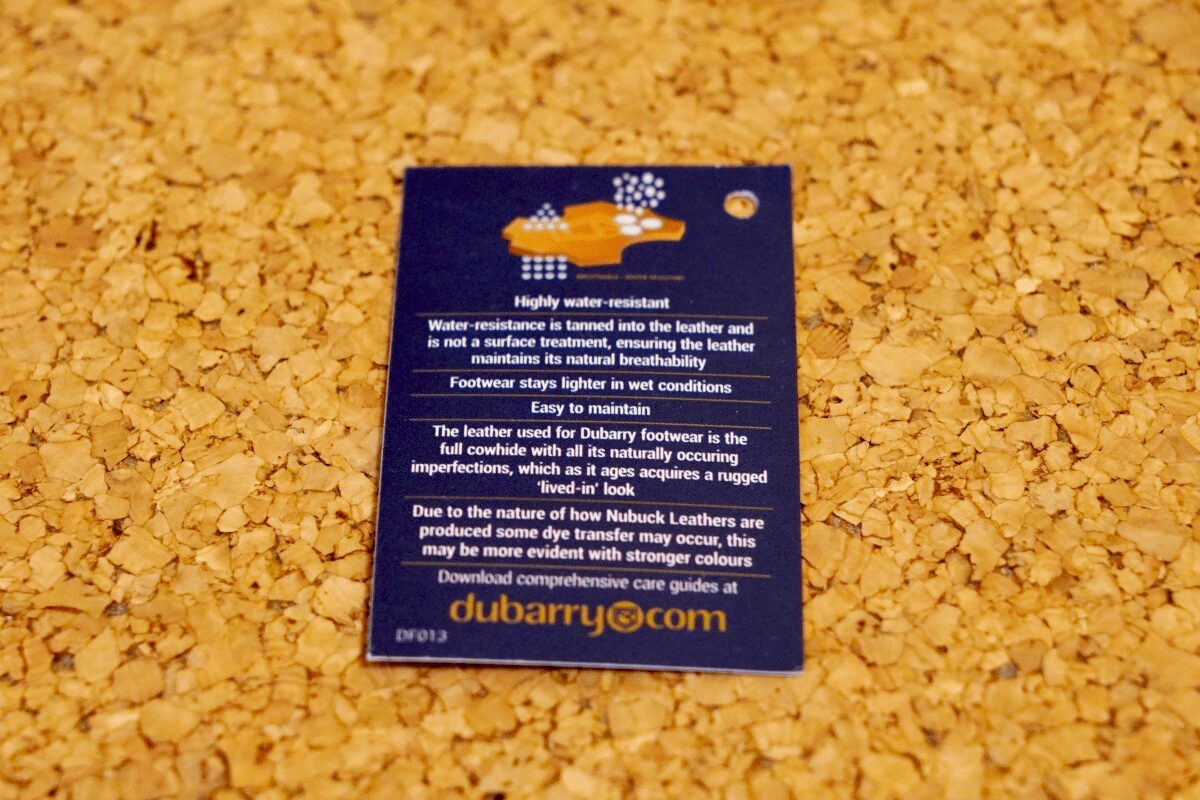 BREATHABLE - WATER RESISTANT
Highly water-resistant
Water-resistance is tanned into the leather and
is not a surface treatment, ensuring the leather
maintains its natural breathability
Footwear stays lighter in wet conditions
Easy to maintain
The leather used for Dubarry footwear is the
full cowhide with all its naturally occuring
imperfections, which as it ages acquires a rugged
‘lived-in’ look
Due to the nature of how Nubuck Leathers are
produced some dye transfer may occur, this
may be more evident with stronger colours
Download comprehensive care guides at
dubarry.com
DF013